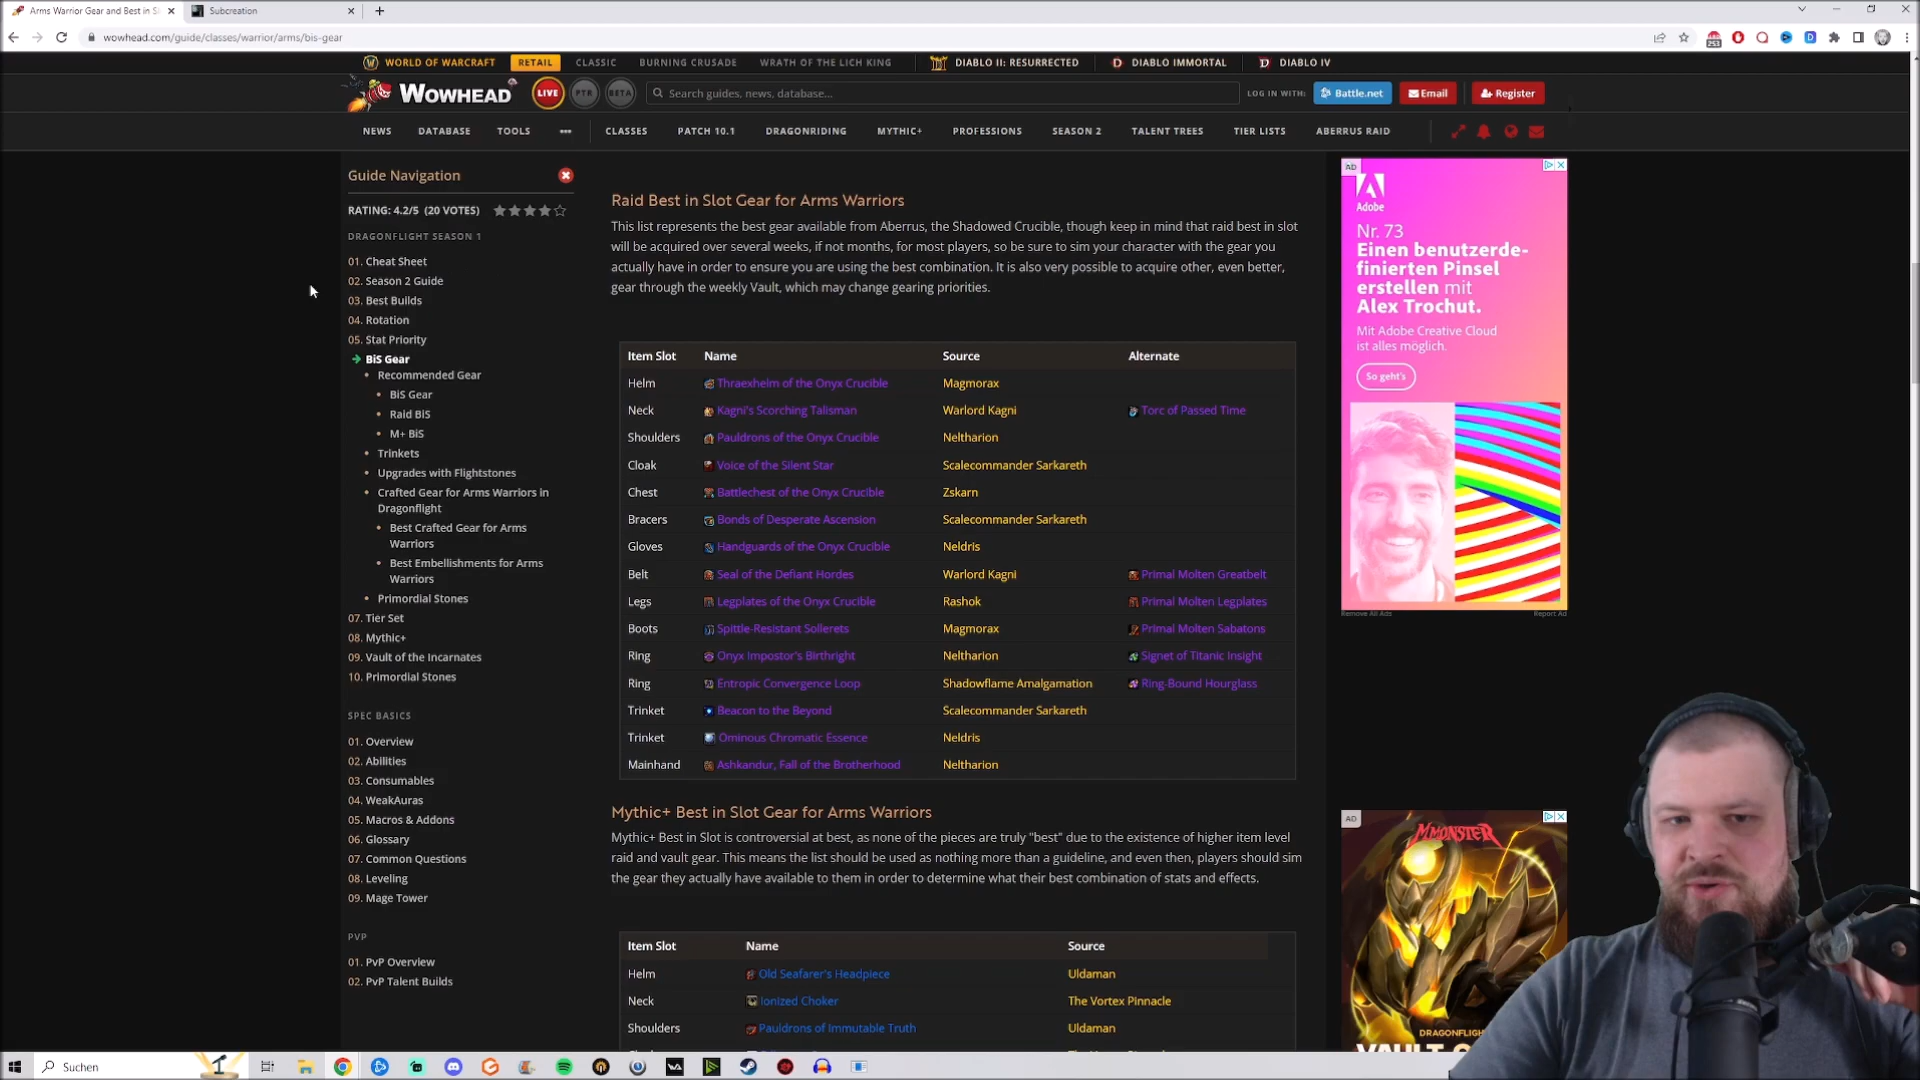 Arms Warrior Gear and Best in Sl
Subcreation
wowhead.com/guide/classes/warrior/arms/bis-gear
253
WORLD OF WARCRAFT RETAIL CLASSIC BURNING CRUSADE WRATH OF THE LICH KING DIABLO II: RESURRECTED DIABLO IMMORTAL DIABLO IV
WOWHEAD LIVE PTR BETA Search guides, news, database... LOG IN WITH: Battle.net Email Register
NEWS DATABASE TOOLS ••• CLASSES PATCH 10.1 DRAGONRIDING MYTHIC+ PROFESSIONS SEASON 2 TALENT TREES TIER LISTS ABERRUS RAID
Guide Navigation
RATING: 4.2/5 (20 VOTES)
DRAGONFLIGHT SEASON 1
01. Cheat Sheet
02. Season 2 Guide
03. Best Builds
04. Rotation
05. Stat Priority
BiS Gear
Recommended Gear
BiS Gear
Raid BiS
M+ BiS
Trinkets
Upgrades with Flightstones
Crafted Gear for Arms Warriors in
Dragonflight
Best Crafted Gear for Arms
Warriors
Best Embellishments for Arms
Warriors
Primordial Stones
07. Tier Set
08. Mythic+
09. Vault of the Incarnates
10. Primordial Stones
SPEC BASICS
01. Overview
02. Abilities
03. Consumables
04. WeakAuras
05. Macros & Addons
06. Glossary
07. Common Questions
08. Leveling
09. Mage Tower
PVP
01. PvP Overview
02. PvP Talent Builds
Raid Best in Slot Gear for Arms Warriors
This list represents the best gear available from Aberrus, the Shadowed Crucible, though keep in mind that raid best in slot
will be acquired over several weeks, if not months, for most players, so be sure to sim your character with the gear you
actually have in order to ensure you are using the best combination. It is also very possible to acquire other, even better,
gear through the weekly Vault, which may change gearing priorities.
Item Slot Name Source Alternate
Helm Thraexhelm of the Onyx Crucible Magmorax
Neck Kagni's Scorching Talisman Warlord Kagni Torc of Passed Time
Shoulders Pauldrons of the Onyx Crucible Neltharion
Cloak Voice of the Silent Star Scalecommander Sarkareth
Chest Battlechest of the Onyx Crucible Zskarn
Bracers Bonds of Desperate Ascension Scalecommander Sarkareth
Gloves Handguards of the Onyx Crucible Neldris
Belt Seal of the Defiant Hordes Warlord Kagni Primal Molten Greatbelt
Legs Legplates of the Onyx Crucible Rashok Primal Molten Legplates
Boots Spittle-Resistant Sollerets Magmorax Primal Molten Sabatons
Ring Onyx Impostor's Birthright Neltharion Signet of Titanic Insight
Ring Entropic Convergence Loop Shadowflame Amalgamation Ring-Bound Hourglass
Trinket Beacon to the Beyond Scalecommander Sarkareth
Trinket Ominous Chromatic Essence Neldris
Mainhand Ashkandur, Fall of the Brotherhood Neltharion
Mythic+ Best in Slot Gear for Arms Warriors
Mythic+ Best in Slot is controversial at best, as none of the pieces are truly "best" due to the existence of higher item level
raid and vault gear. This means the list should be used as nothing more than a guideline, and even then, players should sim
the gear they actually have available to them in order to determine what their best combination of stats and effects.
Item Slot Name Source
Helm Old Seafarer's Headpiece Uldaman
Neck Ionized Choker The Vortex Pinnacle
Shoulders Pauldrons of Immutable Truth Uldaman
AD
Adobe
Nr. 73
Einen benutzerde-
finierten Pinsel
erstellen mit
Alex Trochut.
Mit Adobe Creative Cloud
ist alles möglich.
So geht's
Remove All Ads Report Ad
AD
MMONSTER
DRAGONFLIGH
Suchen